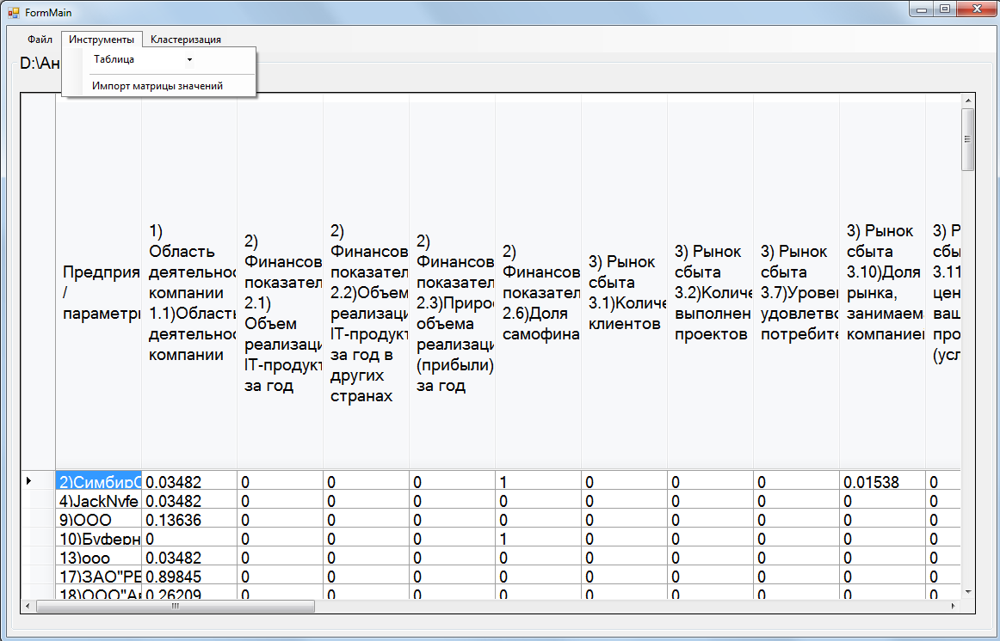 FormMain
Файл Инструменты Кластеризация
Таблица
D:\Ан
Импорт матрицы значений
Предприя
/
параметры
1)
Область
деятельнос
компании
1.1)Область
деятельнос
компании
2)
Финансов
показател
2.1)
Объем
реализаци
IT-продукт
за год
2)
Финансов
показател
2.2)Объем
реализаци
IT-продукт
за год в
других
странах
2)
Финансов
показател
2.3)Прирос
объема
реализаци
(прибыли)
за год
2)
Финансов
показател
2.6)Доля
самофина
3) Рынок
сбыта
3.1)Количе
клиентов
3) Рынок
сбыта
3.2)Количе
выполнен
проектов
3) Рынок
сбыта
3.7)Уровен
удовлетво
потребите
3) Рынок
сбыта
3.10)Доля
рынка,
занимаем
компанией
3) Р
сбы
3.11
цен
ваш
про
(усл
2)СимбирС 0.03482 0 0 0 1 0 0 0 0.01538 0
4)JackNyfe 0.03482 0 0 0 0 0 0 0 0 0
9)ООО 0.13636 0 0 0 0 0 0 0 0 0
10)Буферн 0 0 0 0 1 0 0 0 0 0
13)ооо 0.03482 0 0 0 0 0 0 0 0 0
17)ЗАО"РЕ 0.89845 0 0 0 0 0 0 0 0 0
18)ООО"Ар 0.26209 0 0 0 0 0 0 0 0 0